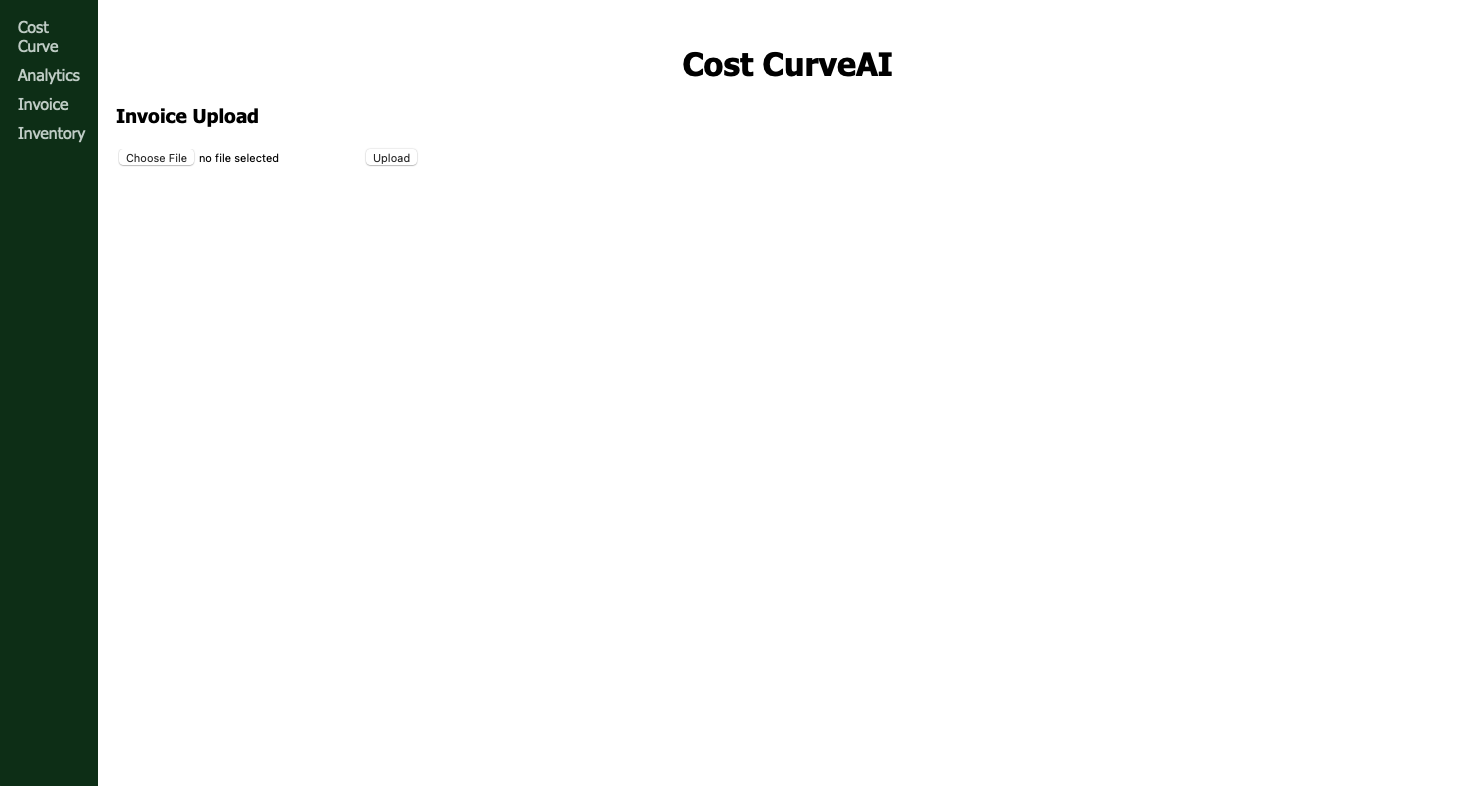 Cost
Curve
Analytics
Invoice
Inventory
Cost CurveAI
Invoice Upload
Choose File no file selected Upload